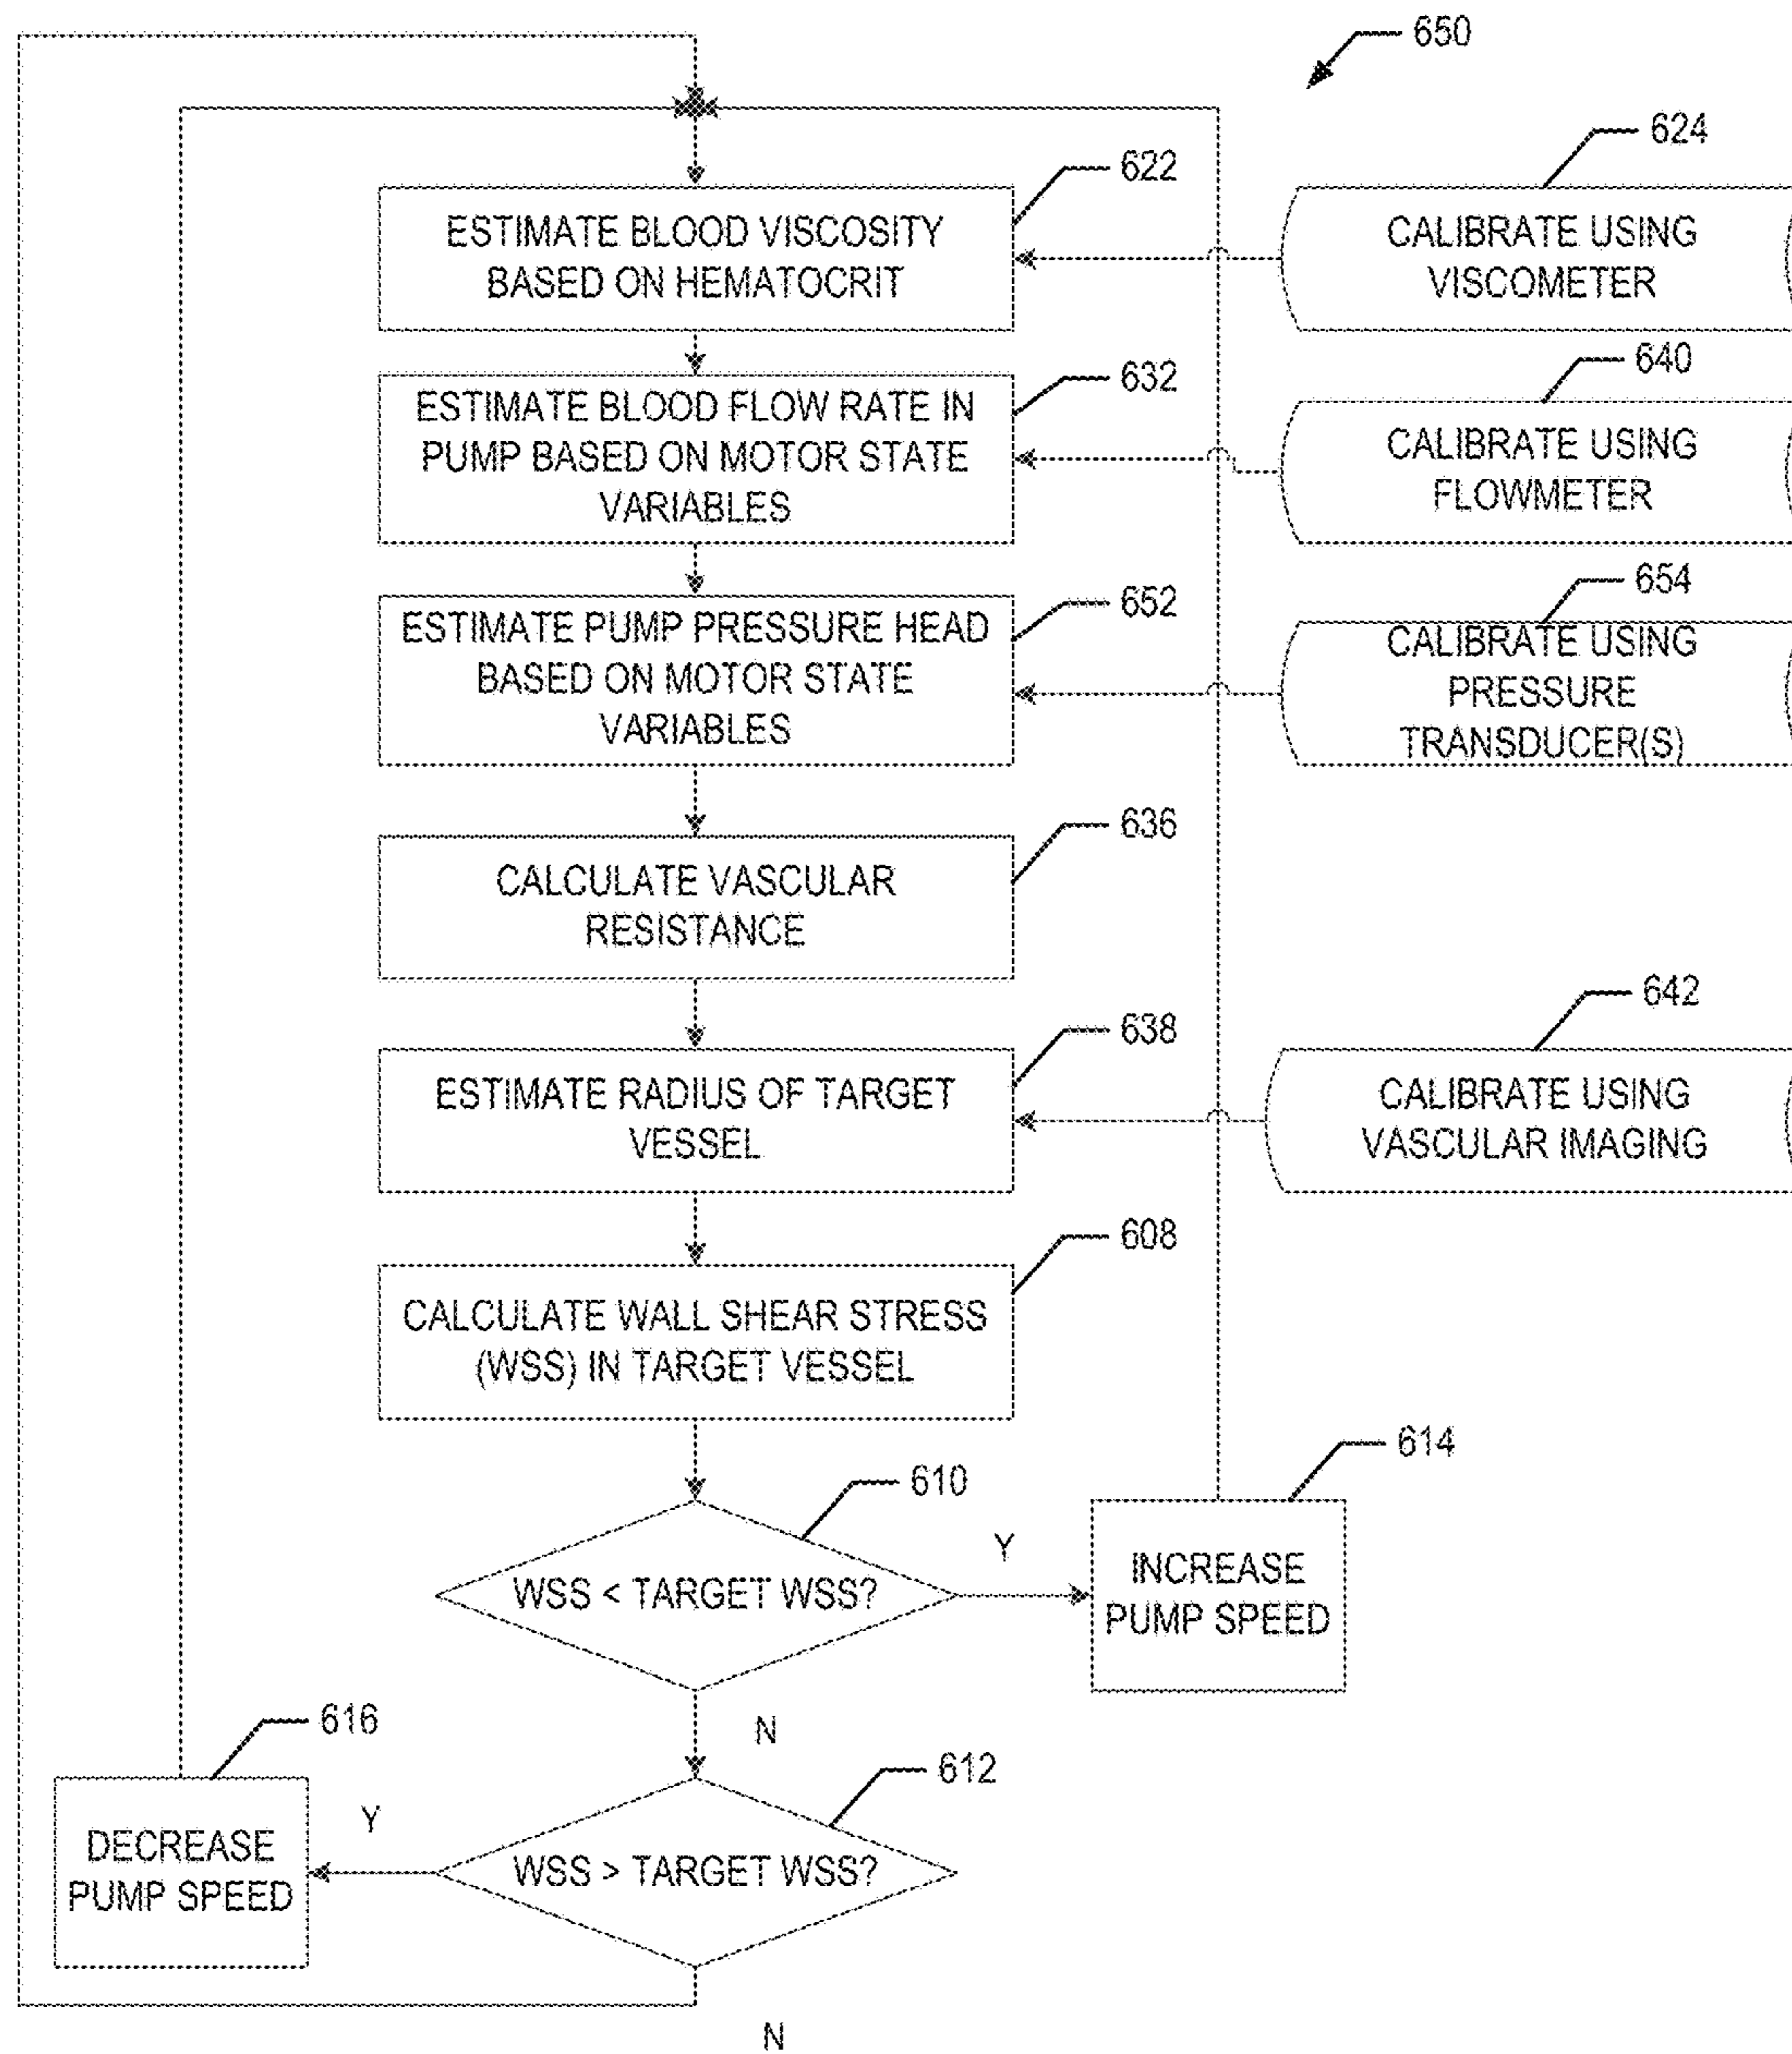 650
624
622
ESTIMATE BLOOD VISCOSITY
BASED ON HEMATOCRIT
CALIBRATE USING
VISCOMETER
640
632
ESTIMATE BLOOD FLOW RATE IN
PUMP BASED ON MOTOR STATE
VARIABLES
CALIBRATE USING
FLOWMETER
654
652
ESTIMATE PUMP PRESSURE HEAD
BASED ON MOTOR STATE
VARIABLES
CALIBRATE USING
PRESSURE
TRANSDUCER(S)
636
CALCULATE VASCULAR
RESISTANCE
642
638
ESTIMATE RADIUS OF TARGET
VESSEL
CALIBRATE USING
VASCULAR IMAGING
608
CALCULATE WALL SHEAR STRESS
(WSS) IN TARGET VESSEL
614
610
Y
WSS < TARGET WSS?
INCREASE
PUMP SPEED
616
N
612
Y
DECREASE
PUMP SPEED
WSS > TARGET WSS?
N